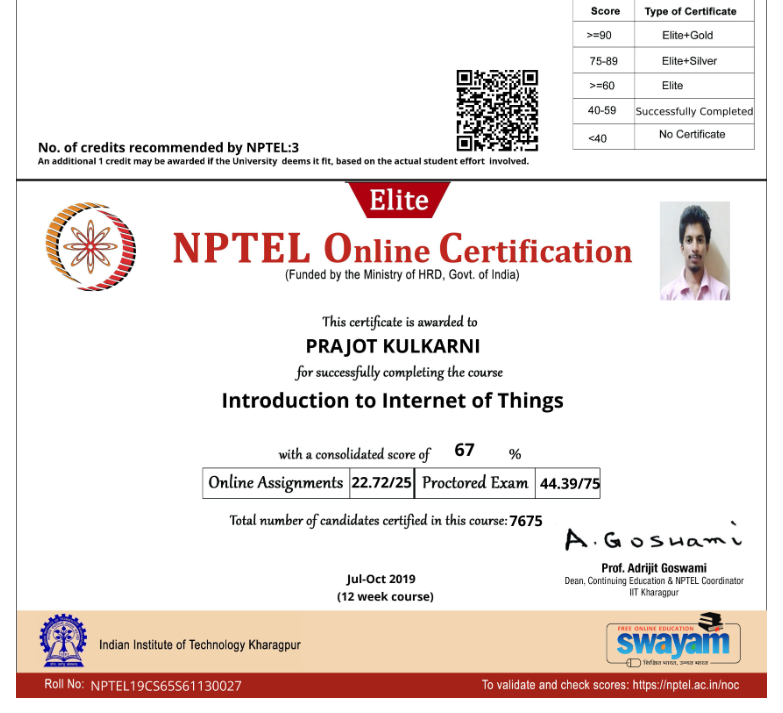 Score Type of Certificate
>=90 Elite+Gold
75-89 Elite+Silver
>=60 Elite
40-59 Successfully Completed
<40 No Certificate
No. of credits recommended by NPTEL:3
An additional 1 credit may be awarded if the University deems it fit, based on the actual student effort involved.
Elite
NPTEL Online Certification
(Funded by the Ministry of HRD, Govt. of India)
This certificate is awarded to
PRAJOT KULKARNI
for successfully completing the course
Introduction to Internet of Things
with a consolidated score of 67 %
Online Assignments 22.72/25 Proctored Exam 44.39/75
Total number of candidates certified in this course: 7675
A. Goswami
Prof. Adrijit Goswami
Dean, Continuing Education & NPTEL Coordinator
IIT Kharagpur
Jul-Oct 2019
(12 week course)
Indian Institute of Technology Kharagpur
FREE ONLINE EDUCATION
swayam
शिक्षित भारत, उन्नत भारत
Roll No: NPTEL19CS65S61130027 To validate and check scores: https://nptel.ac.in/noc